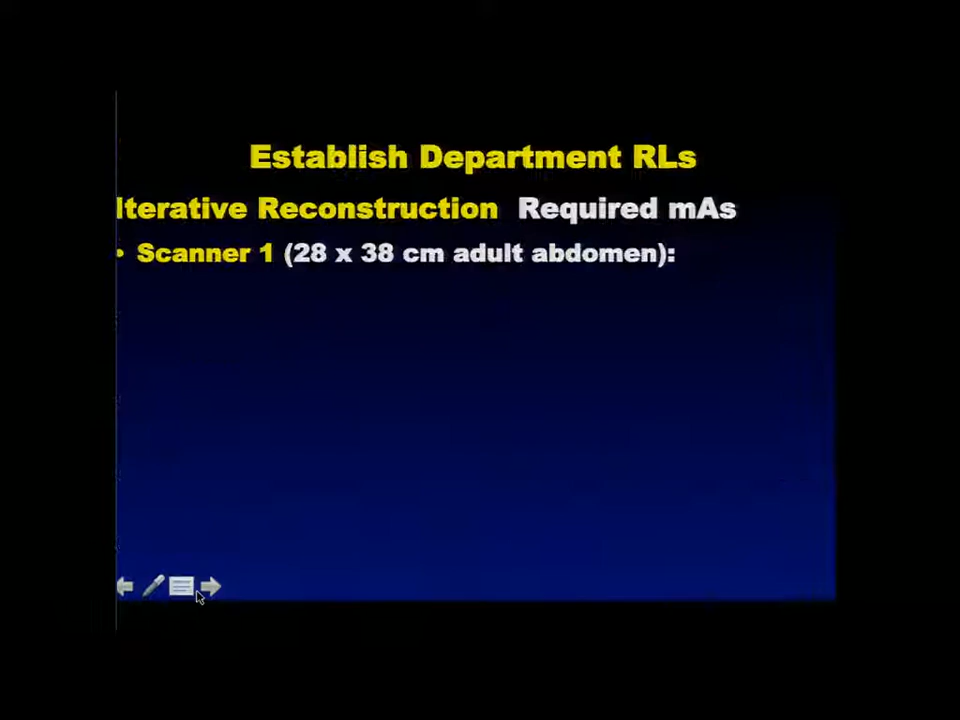 Establish Department RLs
Iterative Reconstruction Required mAs
• Scanner 1 (28 x 38 cm adult abdomen):